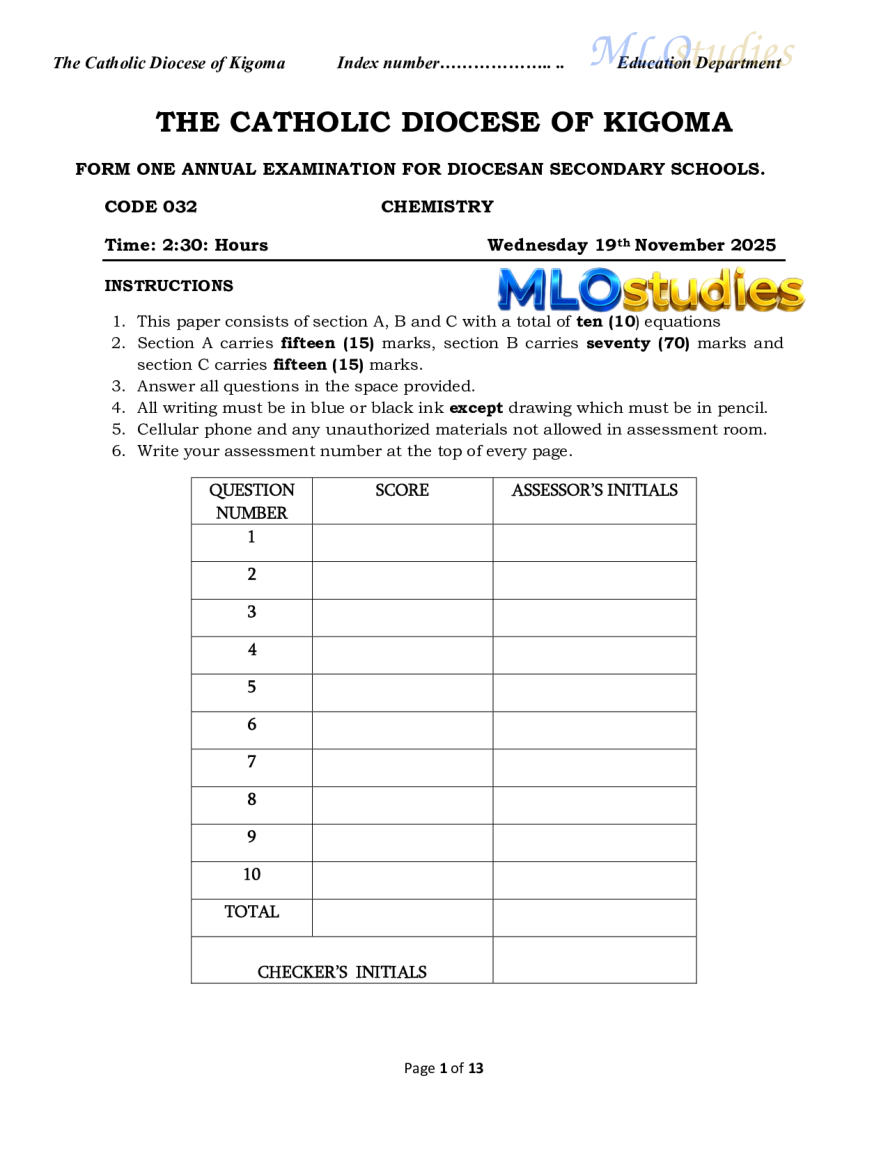 The Catholic Diocese of Kigoma Index number……………….. .. Education Department
MLOstudies
THE CATHOLIC DIOCESE OF KIGOMA
FORM ONE ANNUAL EXAMINATION FOR DIOCESAN SECONDARY SCHOOLS.
CODE 032 CHEMISTRY
Time: 2:30: Hours Wednesday 19th November 2025
INSTRUCTIONS
MLOstudies
1. This paper consists of section A, B and C with a total of ten (10) equations
2. Section A carries fifteen (15) marks, section B carries seventy (70) marks and
section C carries fifteen (15) marks.
3. Answer all questions in the space provided.
4. All writing must be in blue or black ink except drawing which must be in pencil.
5. Cellular phone and any unauthorized materials not allowed in assessment room.
6. Write your assessment number at the top of every page.
QUESTION NUMBER SCORE ASSESSOR'S INITIALS
1
2
3
4
5
6
7
8
9
10
TOTAL
CHECKER'S INITIALS
Page 1 of 13